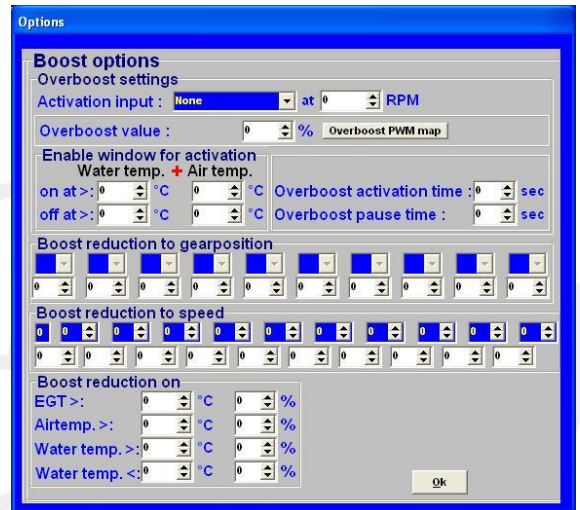 Options
Boost options
Overboost settings
Activation input : None at 0 RPM
Overboost value : 0 % Overboost PWM map
Enable window for activation
Water temp. + Air temp.
on at >: 0 °C 0 °C Overboost activation time : 0 sec
off at >: 0 °C 0 °C Overboost pause time : 0 sec
Boost reduction to gearposition
0 0 0 0 0 0 0 0 0 0
Boost reduction to speed
0 0 0 0 0 0 0 0 0 0 0
0 0 0 0 0 0 0 0 0 0
Boost reduction on
EGT >: 0 °C 0 %
Airtemp. >: 0 °C 0 %
Water temp. >: 0 °C 0 %
Water temp. <: 0 °C 0 %
Ok